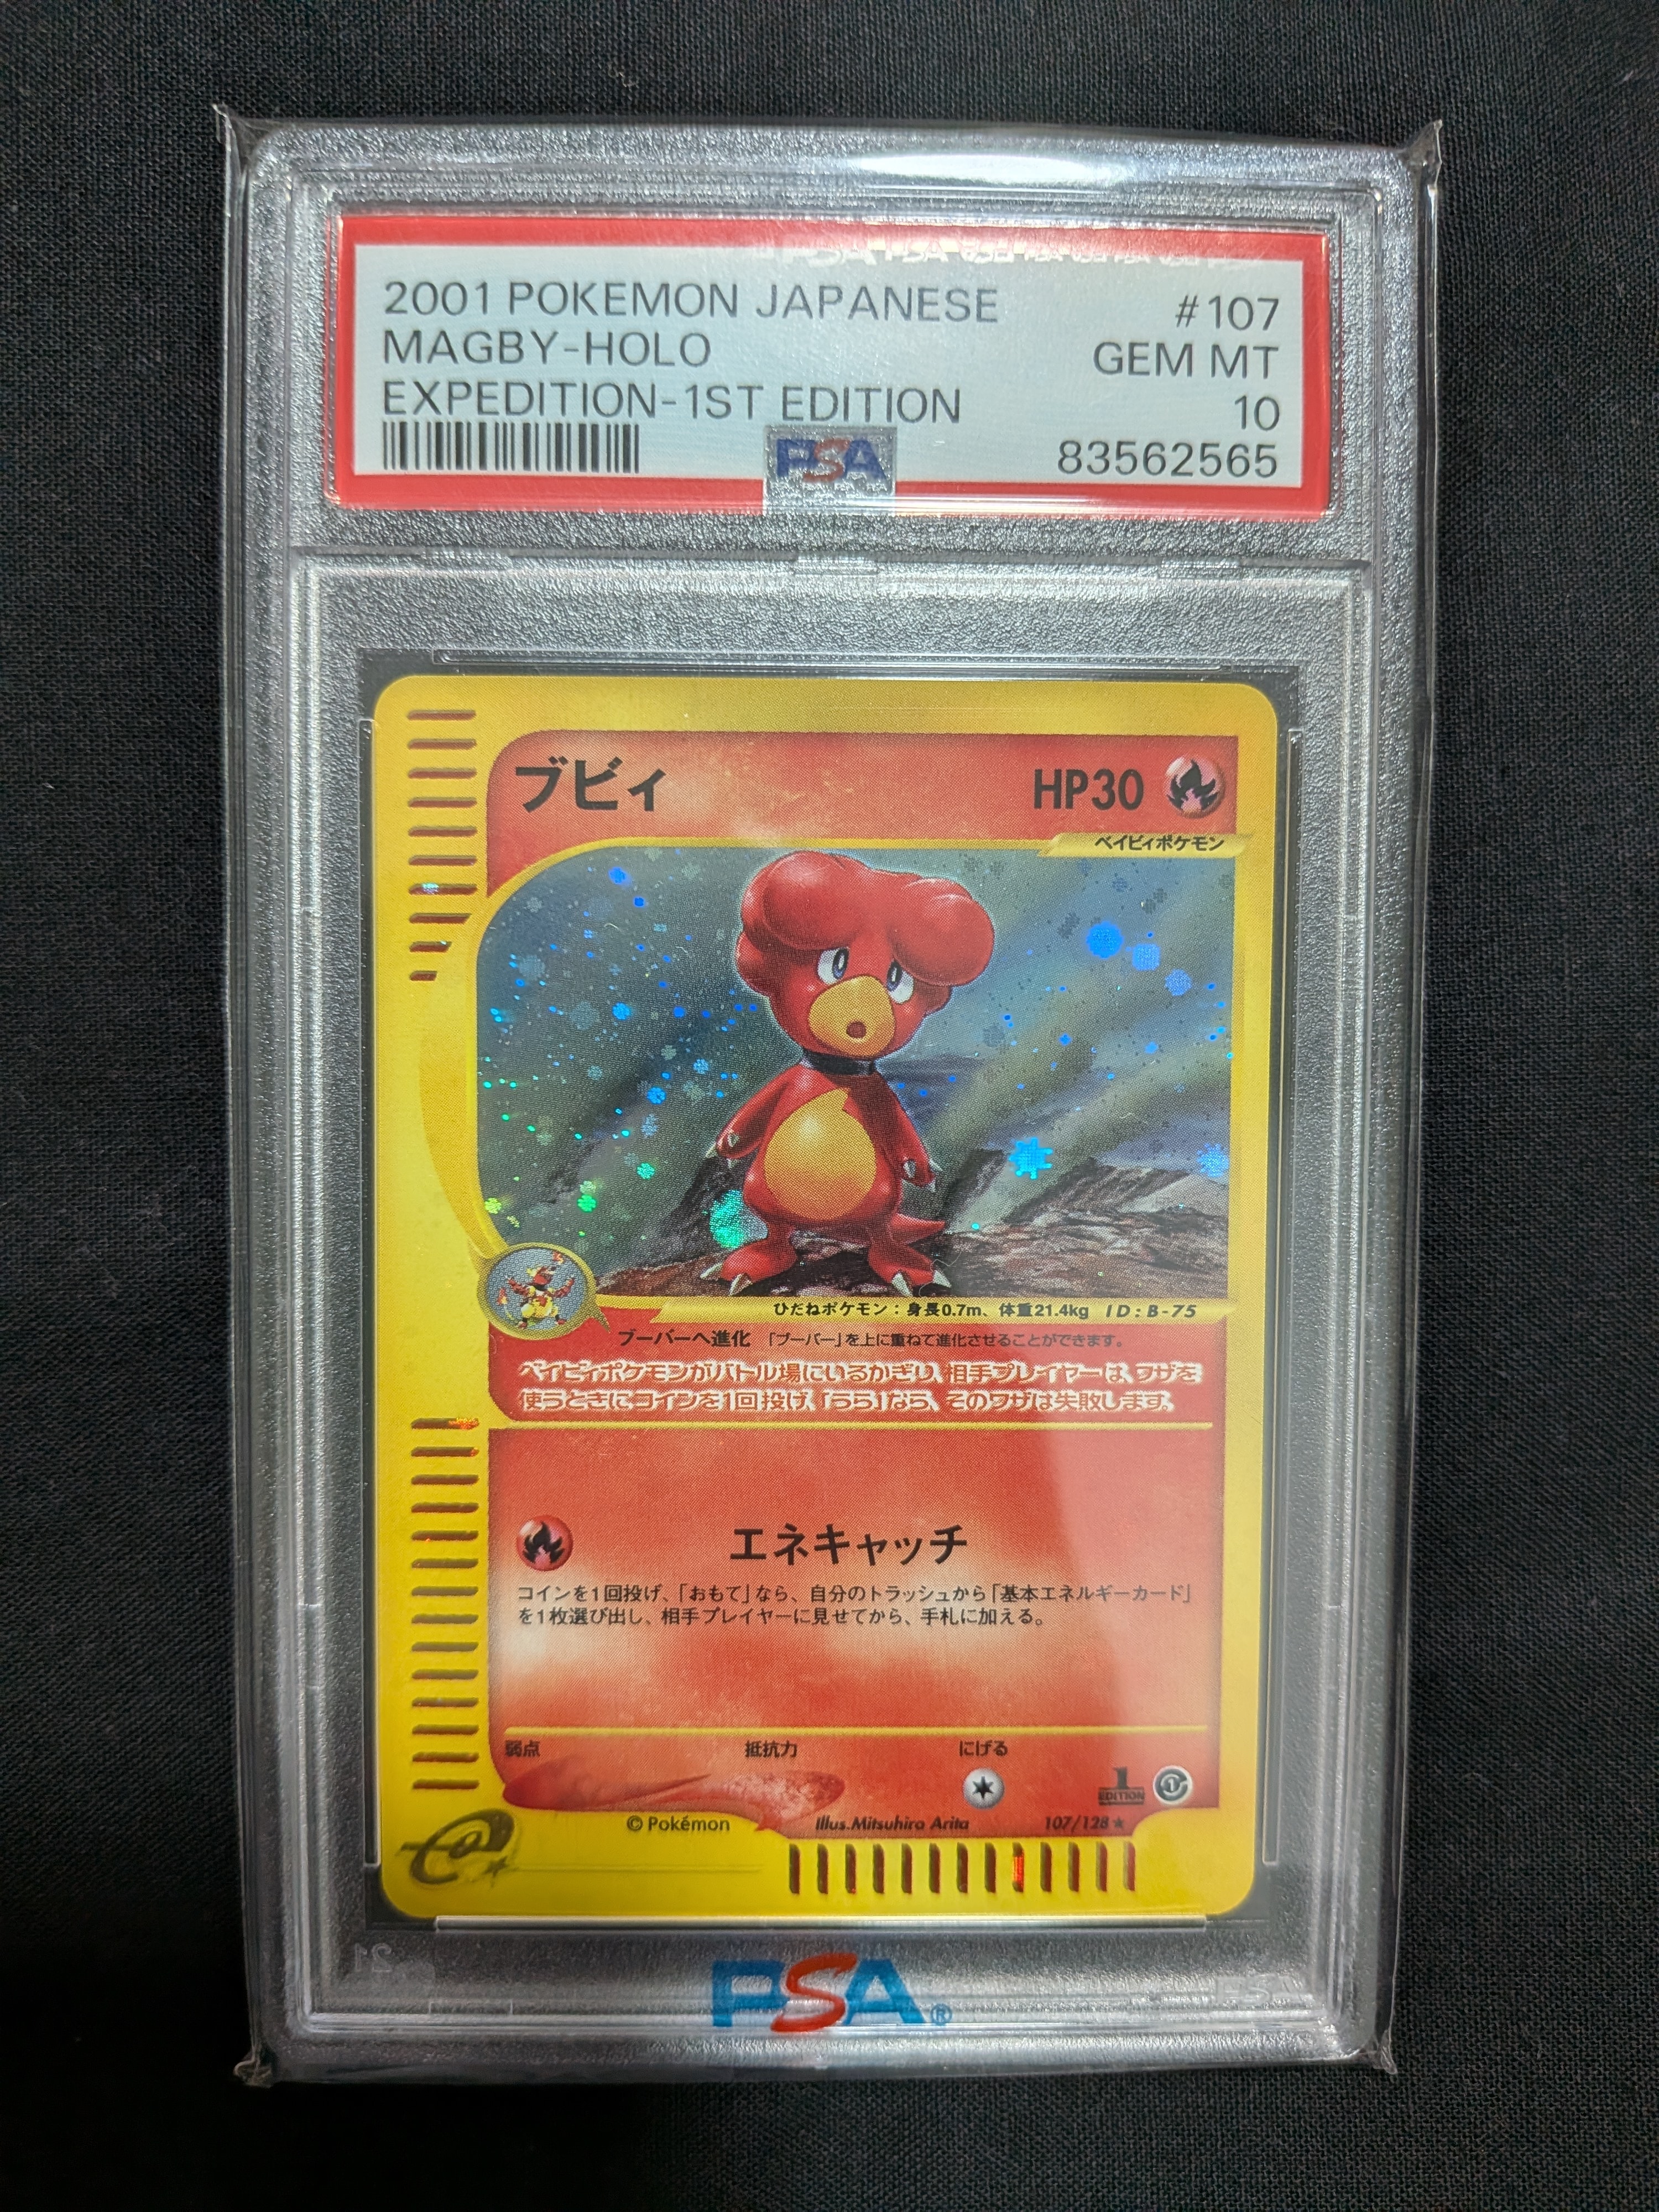 2001 POKEMON JAPANESE #107
MAGBY-HOLO GEM MT
EXPEDITION-1ST EDITION 10
PSA 83562565
ブビィ HP30
ベイビィポケモン
ひだねポケモン：身長0.7m、体重21.4kg ID:B-75
ブーバーへ進化 「ブーバー」を上に重ねて進化させることができます。
ベイビィポケモンがバトル場にいるかぎり、相手プレイヤーは、ワザを
使うときにコインを1回投げ、「うら」なら、そのワザは失敗します。
エネキャッチ
コインを1回投げ、「おもて」なら、自分のトラッシュから「基本エネルギーカード」
を1枚選び出し、相手プレイヤーに見せてから、手札に加える。
弱点 抵抗力 にげる
1 EDITION
©Pokémon Illus.Mitsuhiro Arita 107/128★
e
PSA®